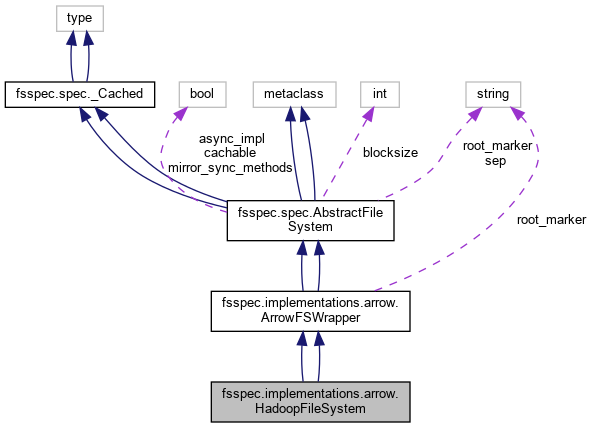 type
fsspec.spec._Cached
bool
metaclass
int
string
async_impl
cachable
mirror_sync_methods
blocksize
root_marker
sep
fsspec.spec.AbstractFile
System
root_marker
fsspec.implementations.arrow.
ArrowFSWrapper
fsspec.implementations.arrow.
HadoopFileSystem